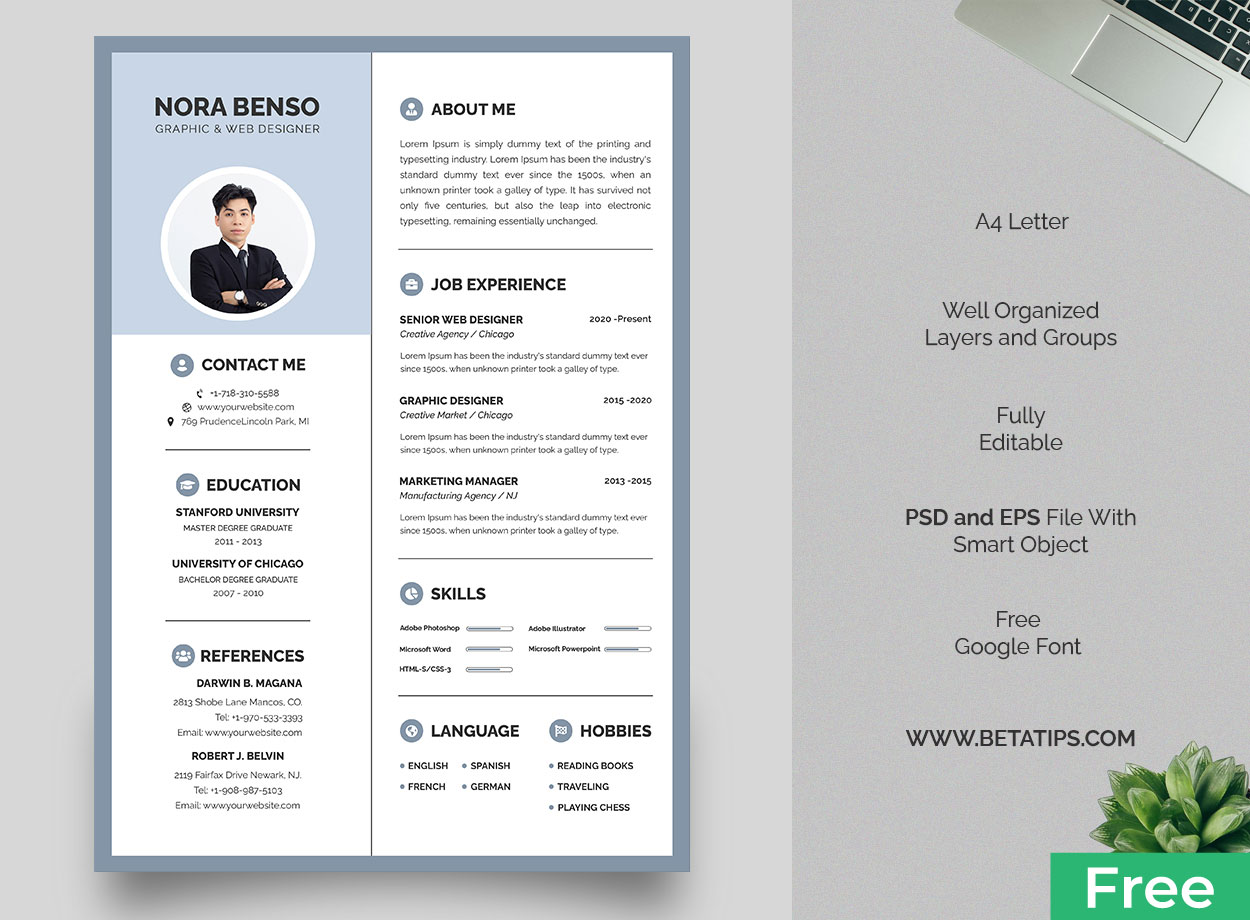 NORA BENSO
GRAPHIC & WEB DESIGNER
CONTACT ME
+1-718-310-5588
www.yourwebsite.com
769 PrudenceLincoln Park, MI
EDUCATION
STANFORD UNIVERSITY
MASTER DEGREE GRADUATE
2011 - 2013
UNIVERSITY OF CHICAGO
BACHELOR DEGREE GRADUATE
2007 - 2010
REFERENCES
DARWIN B. MAGANA
2813 Shobe Lane Mancos, CO.
Tel: +1-970-533-3393
Email: www.yourwebsite.com
ROBERT J. BELVIN
2119 Fairfax Drive Newark, NJ.
Tel: +1-908-987-5103
Email: www.yourwebsite.com
ABOUT ME
Lorem Ipsum is simply dummy text of the printing and
typesetting industry. Lorem Ipsum has been the industry's
standard dummy text ever since the 1500s, when an
unknown printer took a galley of type. It has survived not
only five centuries, but also the leap into electronic
typesetting, remaining essentially unchanged.
JOB EXPERIENCE
SENIOR WEB DESIGNER 2020 -Present
Creative Agency / Chicago
Lorem Ipsum has been the industry's standard dummy text ever
since 1500s, when unknown printer took a galley of type.
GRAPHIC DESIGNER 2015 -2020
Creative Market / Chicago
Lorem Ipsum has been the industry's standard dummy text ever
since 1500s, when unknown printer took a galley of type.
MARKETING MANAGER 2013 -2015
Manufacturing Agency / NJ
Lorem Ipsum has been the industry's standard dummy text ever
since 1500s, when unknown printer took a galley of type.
SKILLS
Adobe Photoshop Adobe Illustrator
Microsoft Word Microsoft Powerpoint
HTML-5/CSS-3
LANGUAGE
ENGLISH SPANISH
FRENCH GERMAN
HOBBIES
READING BOOKS
TRAVELING
PLAYING CHESS
A4 Letter
Well Organized
Layers and Groups
Fully
Editable
PSD and EPS File With
Smart Object
Free
Google Font
WWW.BETATIPS.COM
Free